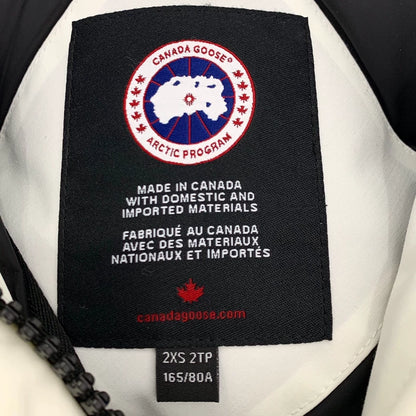 CANADA GOOSE®
ARCTIC PROGRAM
MADE IN CANADA
WITH DOMESTIC AND
IMPORTED MATERIALS
FABRIQUÉ AU CANADA
AVEC DES MATERIAUX
NATIONAUX ET IMPORTÉS
canadagoose.com
2XS 2TP
165/80A